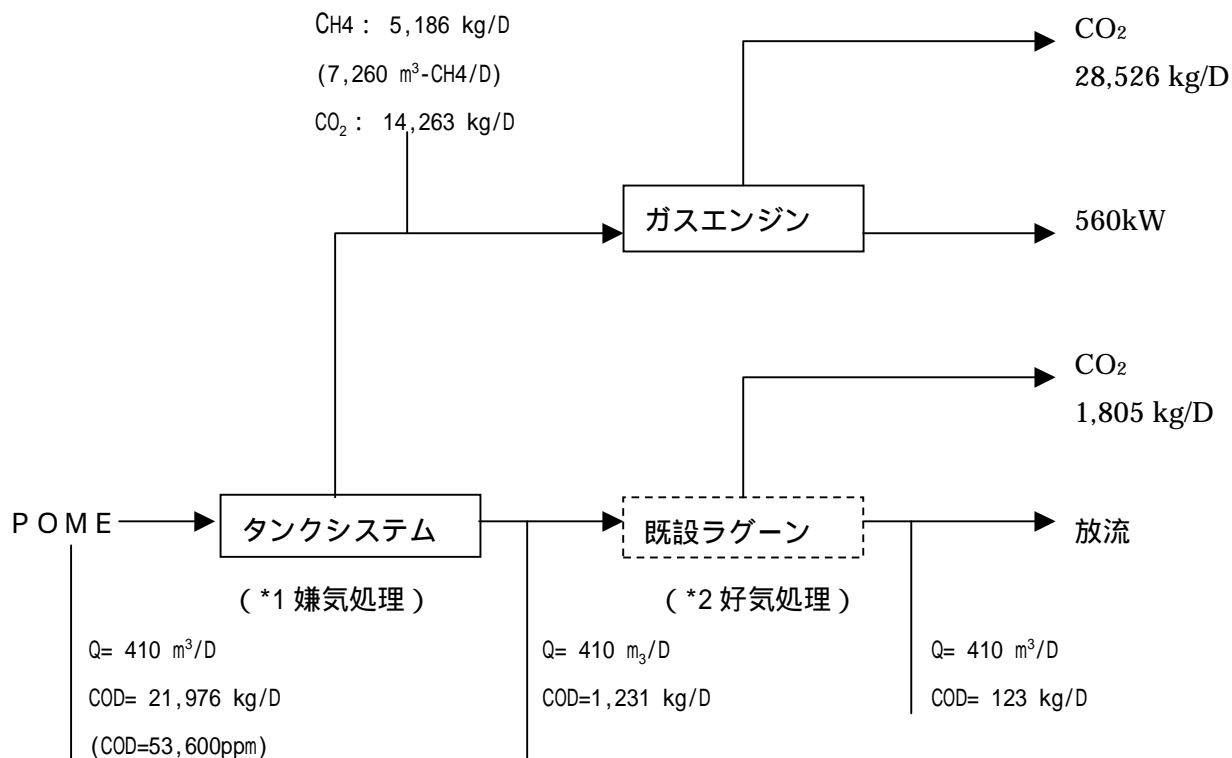 CH4： 5,186 kg/D
(7,260 m³-CH4/D)
CO₂： 14,263 kg/D
CO₂
28,526 kg/D
ガスエンジン
560kW
CO₂
1,805 kg/D
ＰＯＭＥ
タンクシステム
既設ラグーン
放流
（*1 嫌気処理）
（*2 好気処理）
Q= 410 m³/D
COD= 21,976 kg/D
(COD=53,600ppm)
Q= 410 m₃/D
COD=1,231 kg/D
Q= 410 m³/D
COD= 123 kg/D